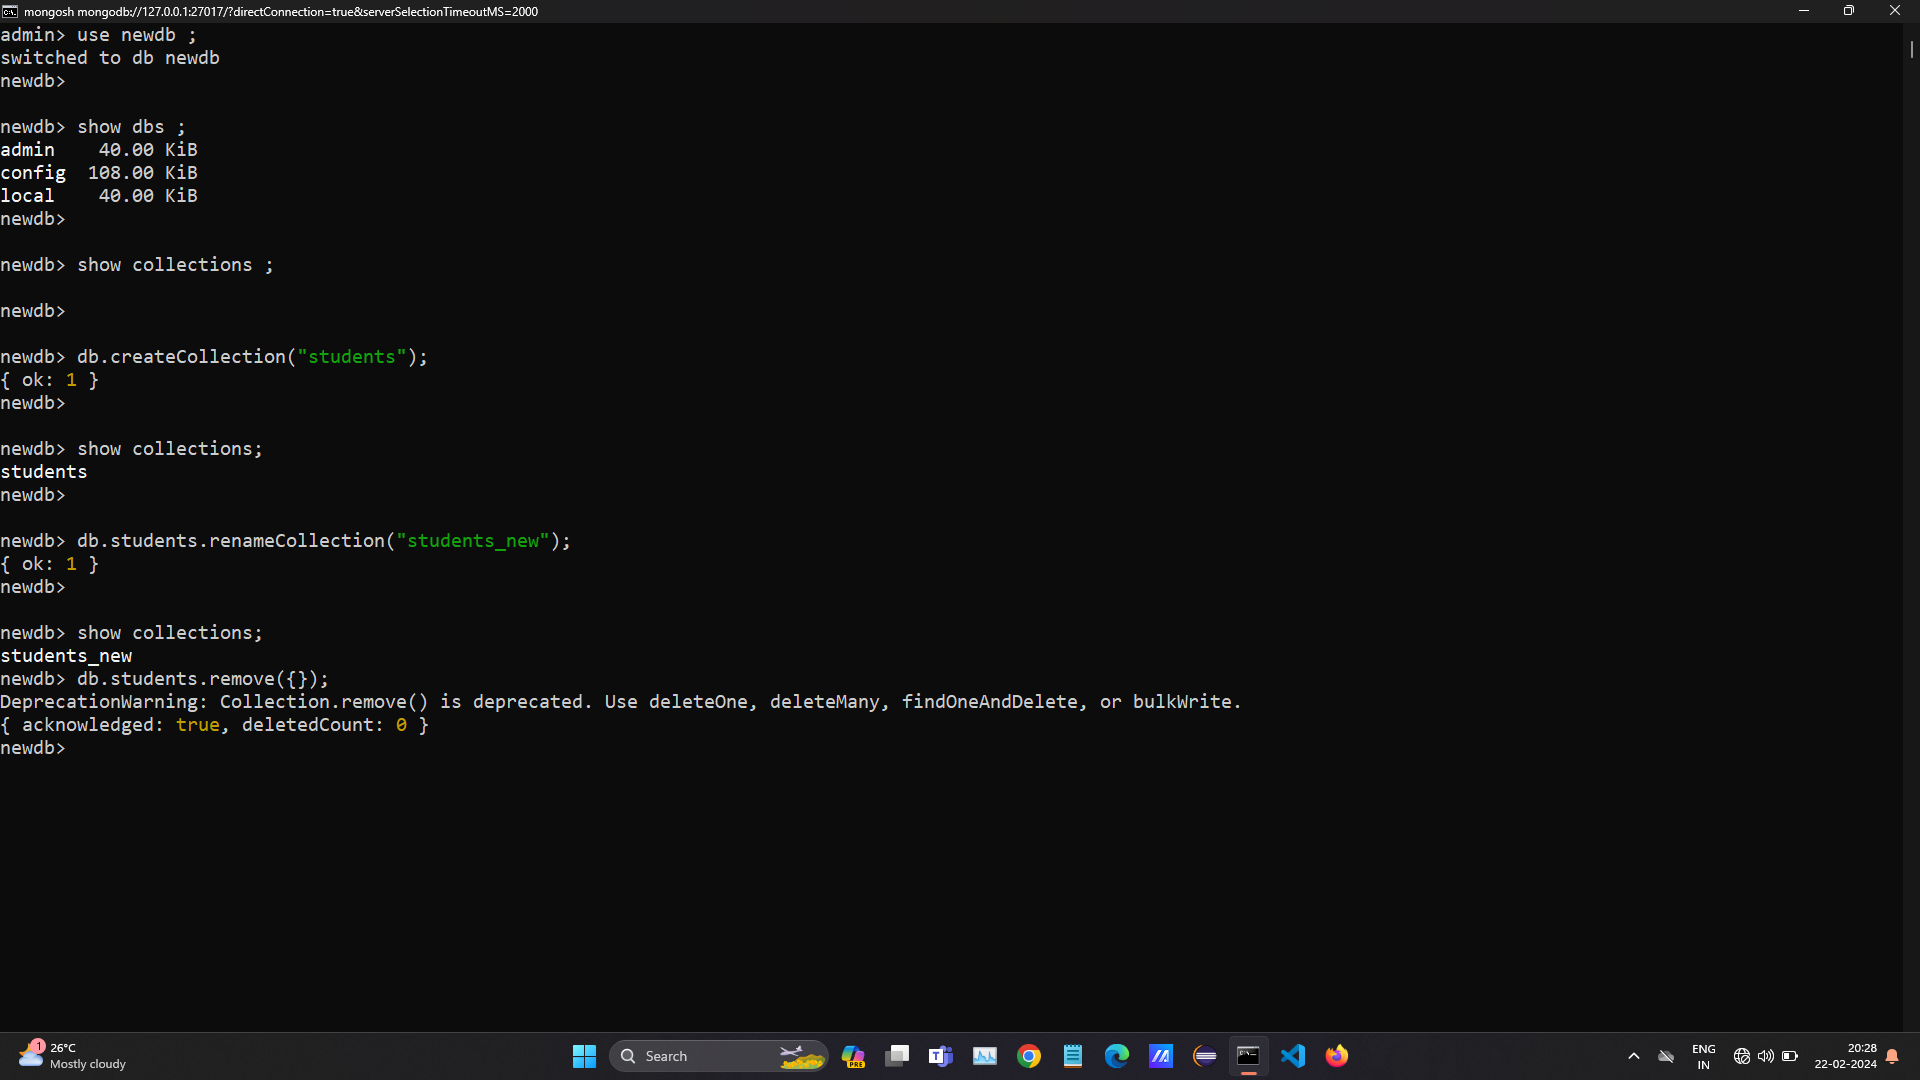 mongosh mongodb://127.0.0.1:27017/?directConnection=true&serverSelectionTimeoutMS=2000
admin> use newdb ;
switched to db newdb
newdb>
newdb> show dbs ;
admin    40.00 KiB
config  108.00 KiB
local    40.00 KiB
newdb>
newdb> show collections ;
newdb>
newdb> db.createCollection("students");
{ ok: 1 }
newdb>
newdb> show collections;
students
newdb>
newdb> db.students.renameCollection("students_new");
{ ok: 1 }
newdb>
newdb> show collections;
students_new
newdb> db.students.remove({});
DeprecationWarning: Collection.remove() is deprecated. Use deleteOne, deleteMany, findOneAndDelete, or bulkWrite.
{ acknowledged: true, deletedCount: 0 }
newdb>
1
26°C
Mostly cloudy
Search
PRE
ENG
IN
20:28
22-02-2024